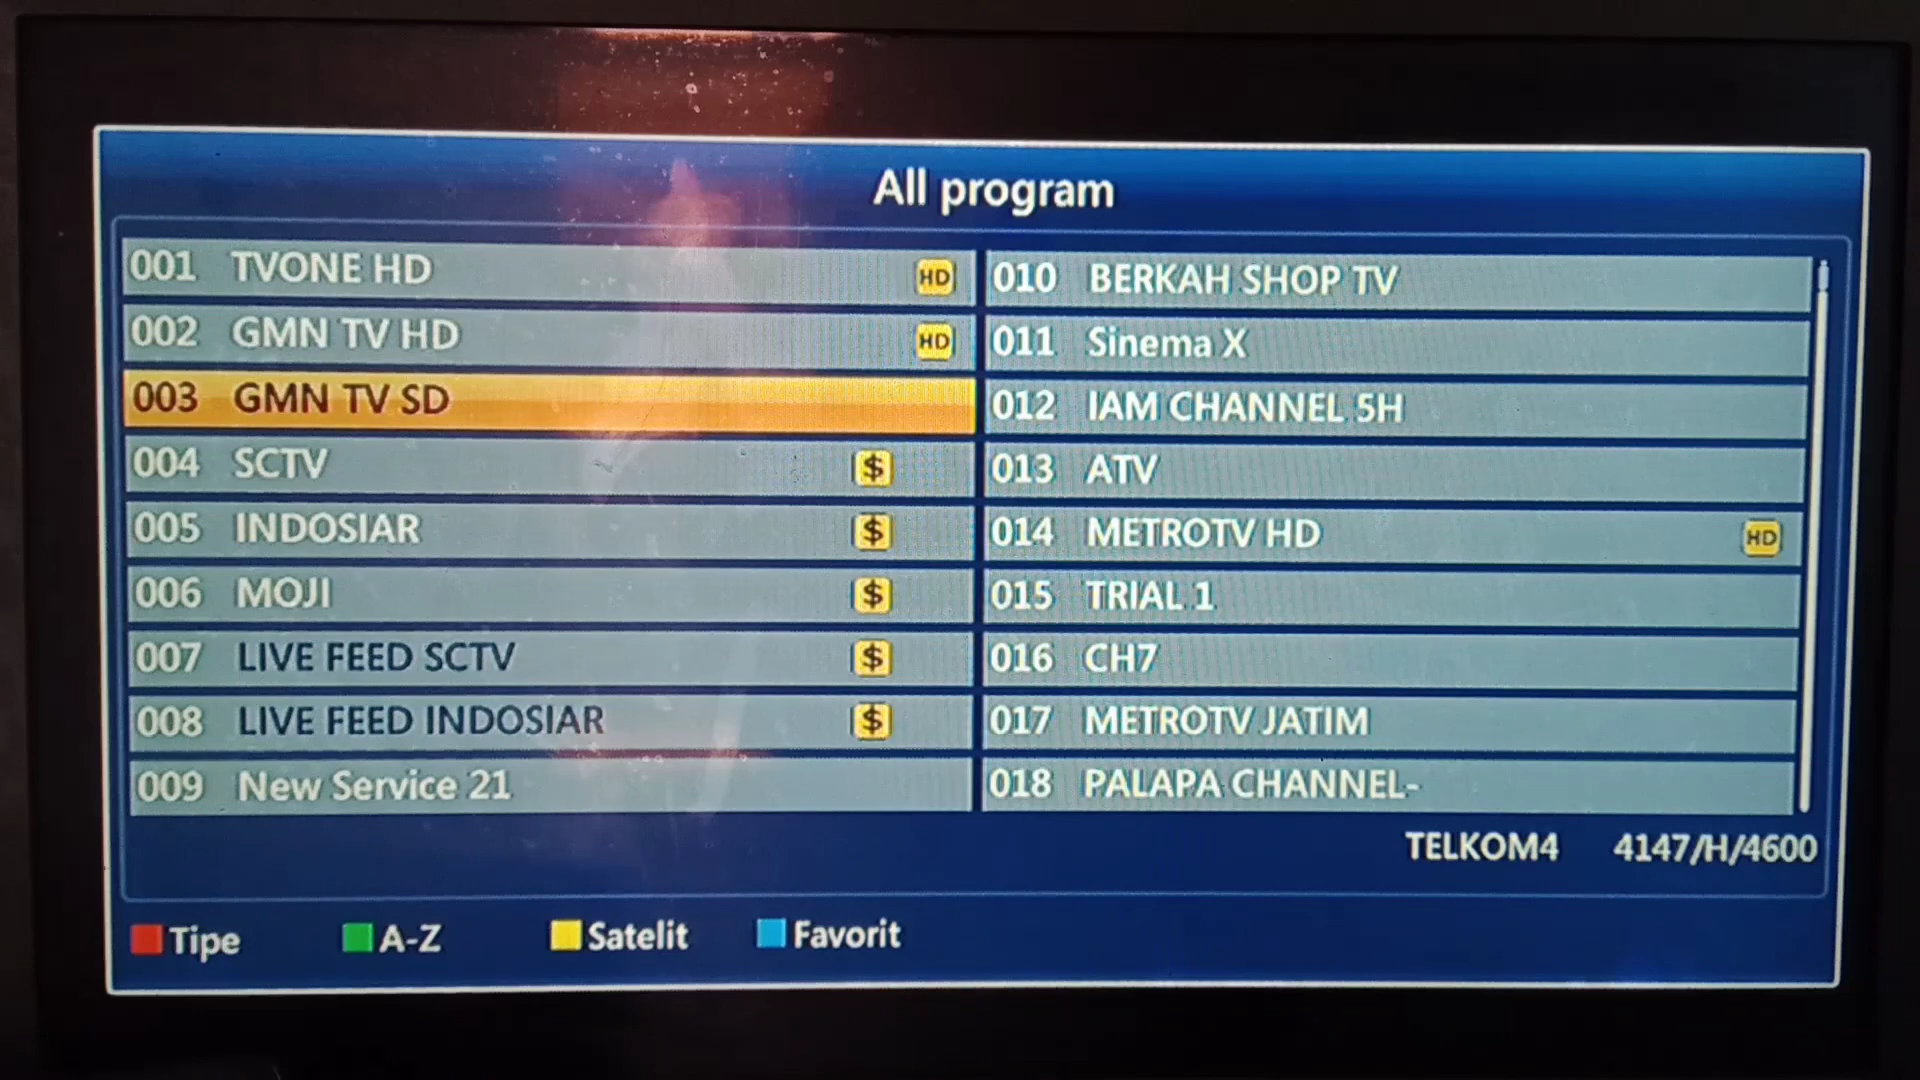 All program
001 TVONE HD HD
002 GMN TV HD HD
003 GMN TV SD
004 SCTV $
005 INDOSIAR $
006 MOJI $
007 LIVE FEED SCTV $
008 LIVE FEED INDOSIAR $
009 New Service 21
010 BERKAH SHOP TV
011 Sinema X
012 IAM CHANNEL 5H
013 ATV
014 METROTV HD HD
015 TRIAL 1
016 CH7
017 METROTV JATIM
018 PALAPA CHANNEL-
TELKOM4 4147/H/4600
Tipe A-Z Satelit Favorit